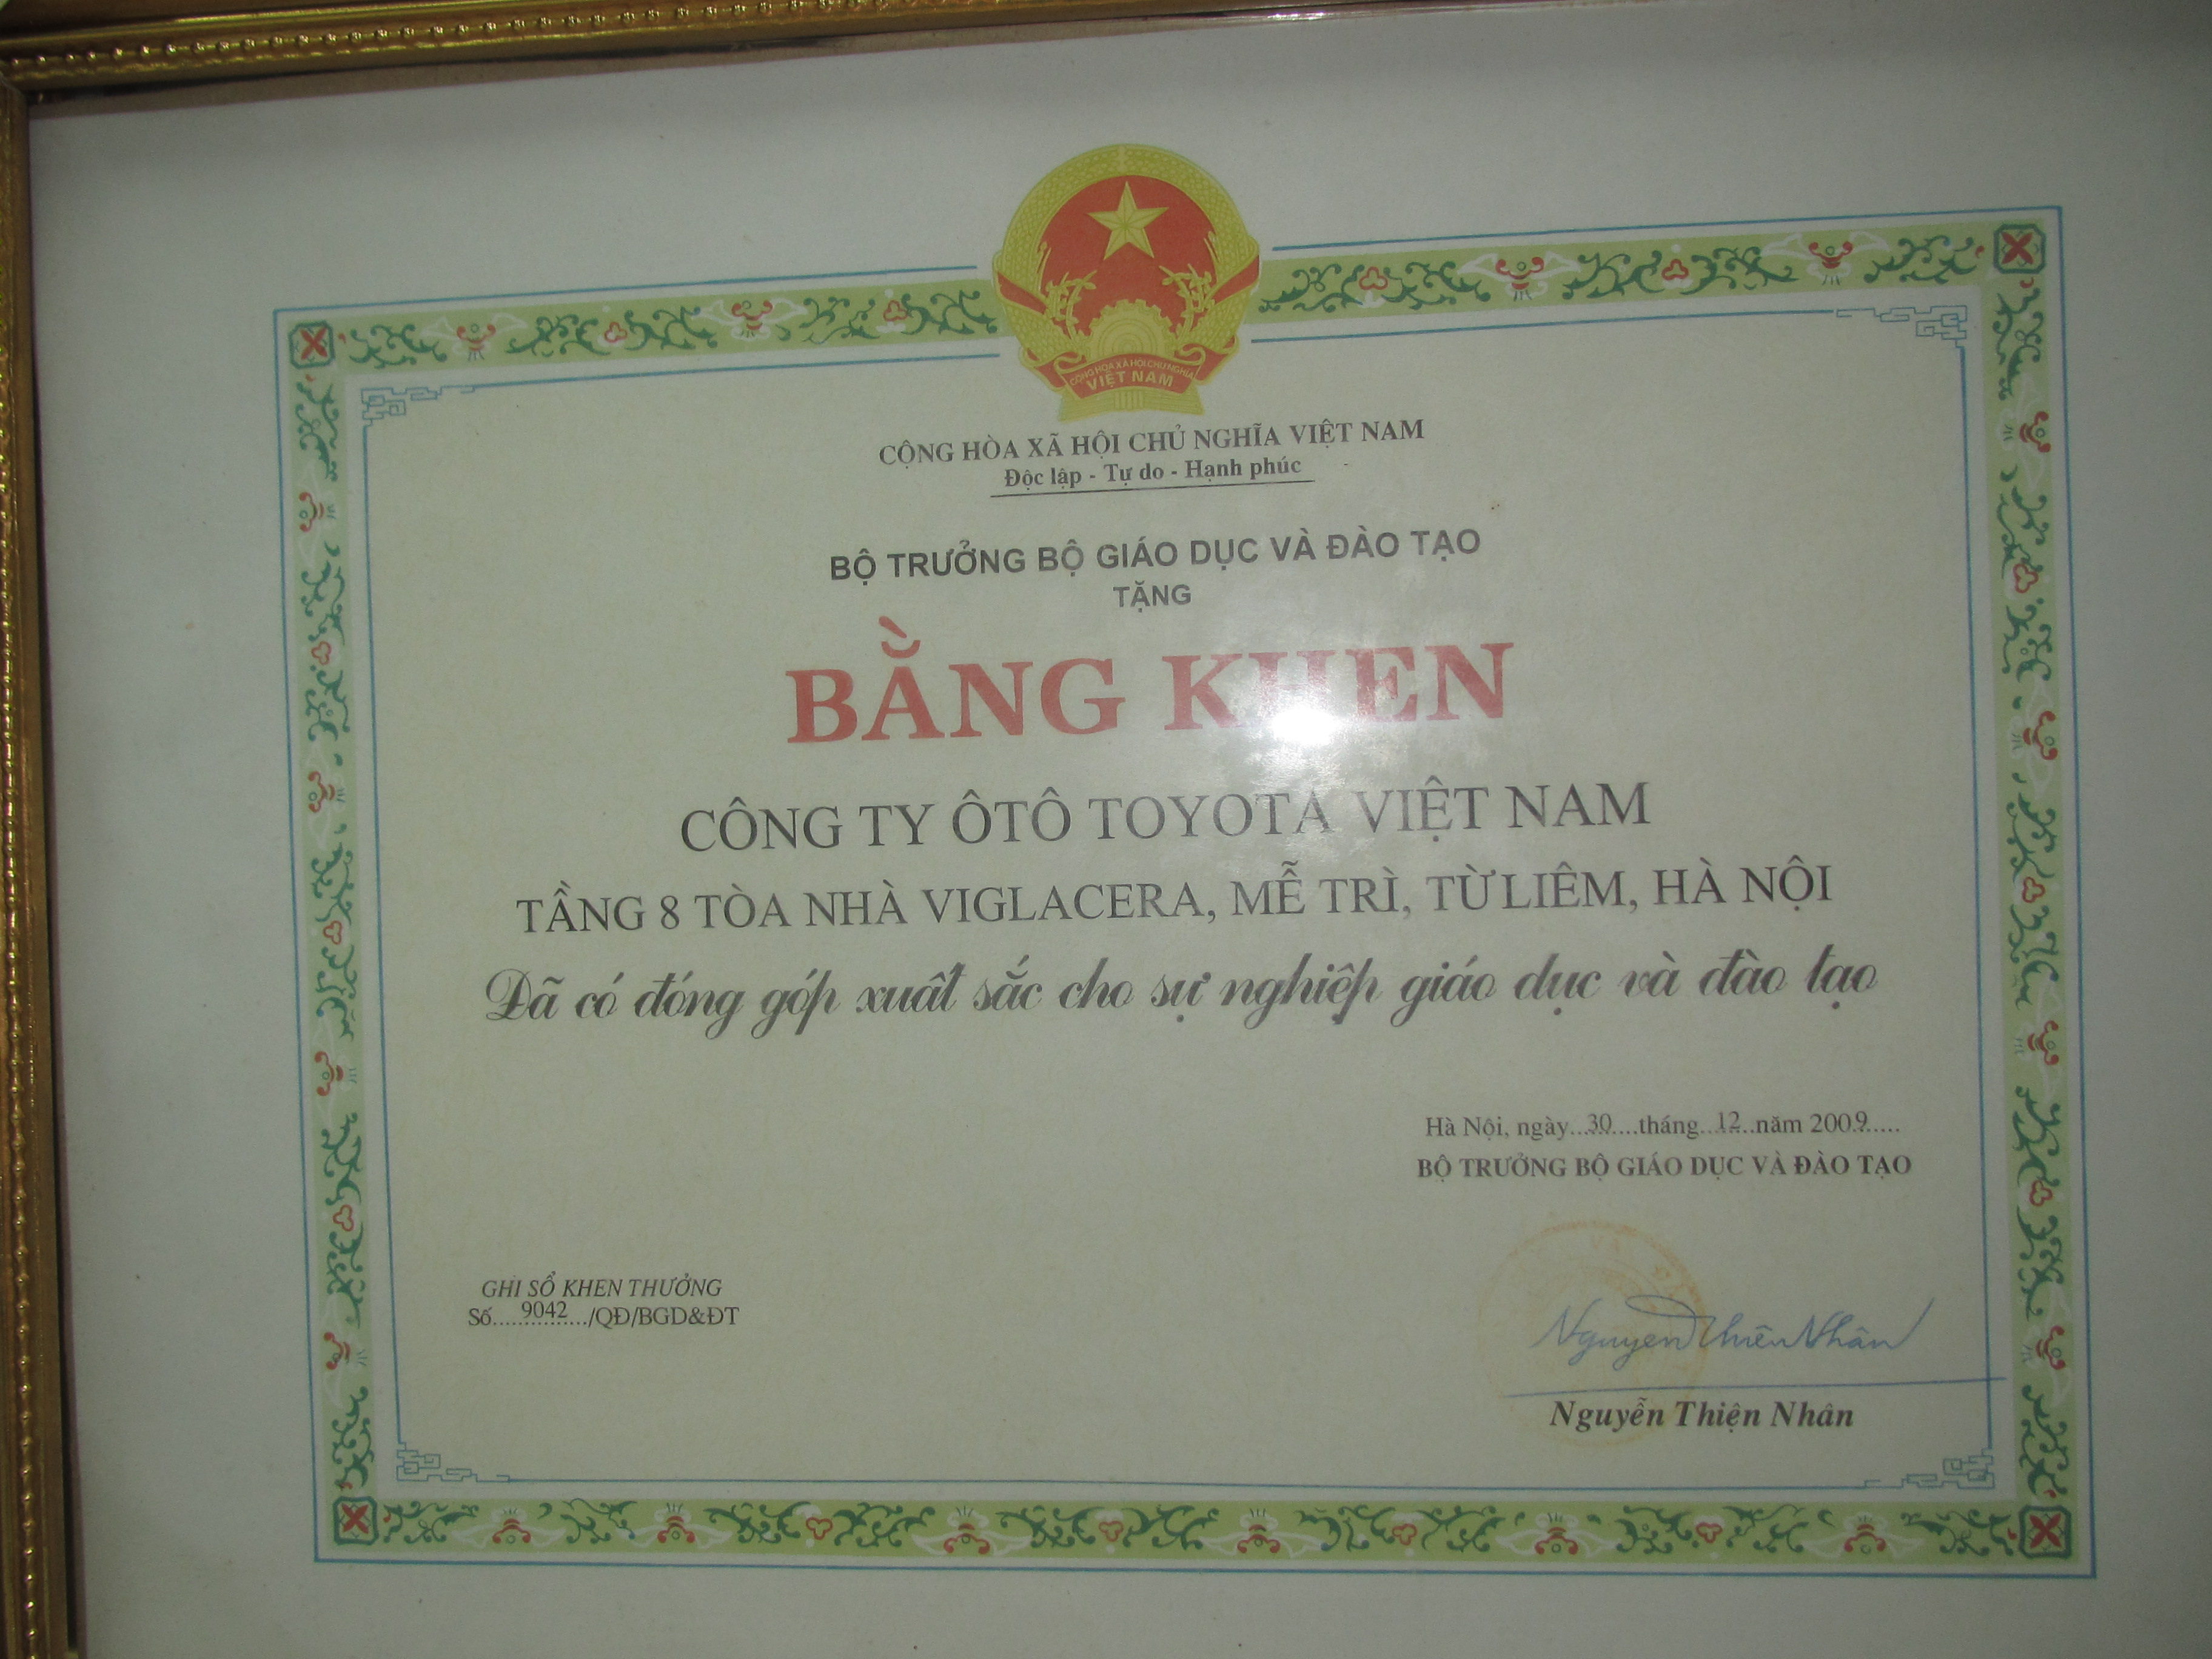 CỘNG HÒA XÃ HỘI CHỦ NGHĨA
VIỆT NAM
CỘNG HÒA XÃ HỘI CHỦ NGHĨA VIỆT NAM
Độc lập - Tự do - Hạnh phúc
BỘ TRƯỞNG BỘ GIÁO DỤC VÀ ĐÀO TẠO
TẶNG
BẰNG KHEN
CÔNG TY ÔTÔ TOYOTA VIỆT NAM
TẦNG 8 TÒA NHÀ VIGLACERA, MỄ TRÌ, TỪ LIÊM, HÀ NỘI
Đã có đóng góp xuất sắc cho sự nghiệp giáo dục và đào tạo
Hà Nội, ngày...30....tháng...12..năm 2009.....
BỘ TRƯỞNG BỘ GIÁO DỤC VÀ ĐÀO TẠO
GHI SỔ KHEN THƯỞNG
Số.....9042.../QĐ/BGD&ĐT
Nguyễn Thiện Nhân
Nguyễn Thiện Nhân